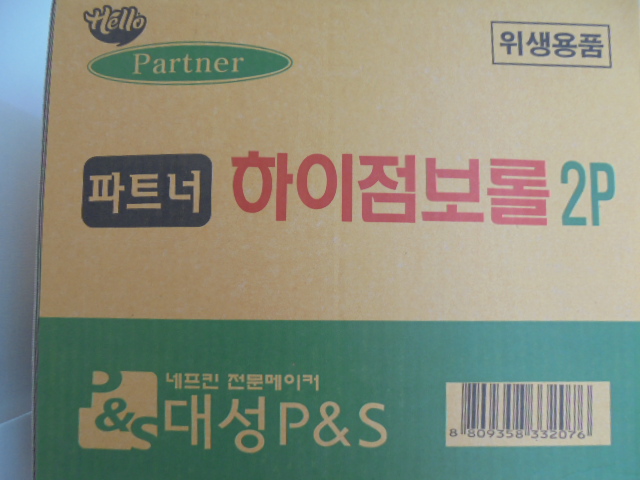 Hello
Partner
위생용품
파트너 하이점보롤 2P
P&S
네프킨 전문메이커
대성P&S
8 809358 332076